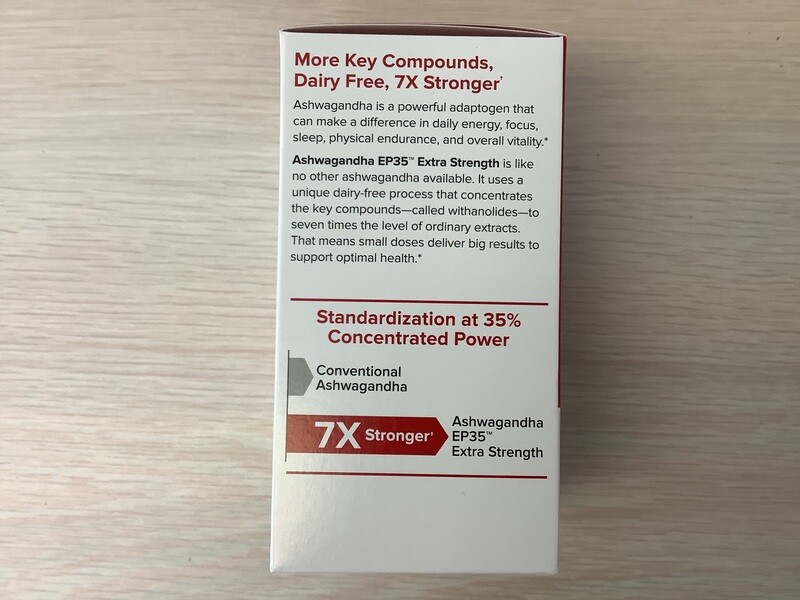 More Key Compounds,
Dairy Free, 7X Stronger†
Ashwagandha is a powerful adaptogen that
can make a difference in daily energy, focus,
sleep, physical endurance, and overall vitality.*
Ashwagandha EP35™ Extra Strength is like
no other ashwagandha available. It uses a
unique dairy-free process that concentrates
the key compounds—called withanolides—to
seven times the level of ordinary extracts.
That means small doses deliver big results to
support optimal health.*
Standardization at 35%
Concentrated Power
Conventional
Ashwagandha
7X Stronger†
Ashwagandha
EP35™
Extra Strength